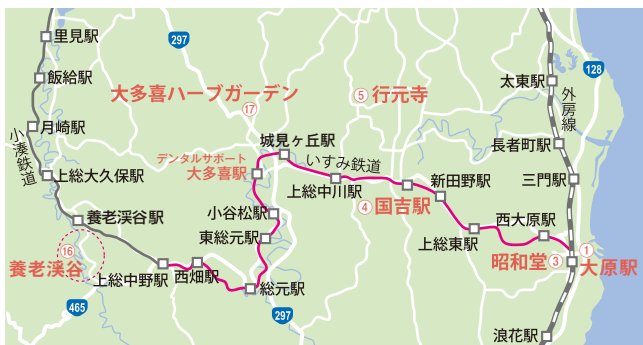 里見駅
297
128
飯給駅
大多喜ハーブガーデン
⑰
⑤ 行元寺
太東駅
外房線
月崎駅
小湊鉄道
城見ヶ丘駅
いすみ鉄道
長者町駅
デンタルサポート
大多喜駅
上総大久保駅
上総中川駅
国吉駅
④
新田野駅
三門駅
養老渓谷駅
小谷松駅
西大原駅
東総元駅
上総東駅
⑯
養老渓谷
上総中野駅
西畑駅
昭和堂 ③
①
大原駅
総元駅
465
297
浪花駅